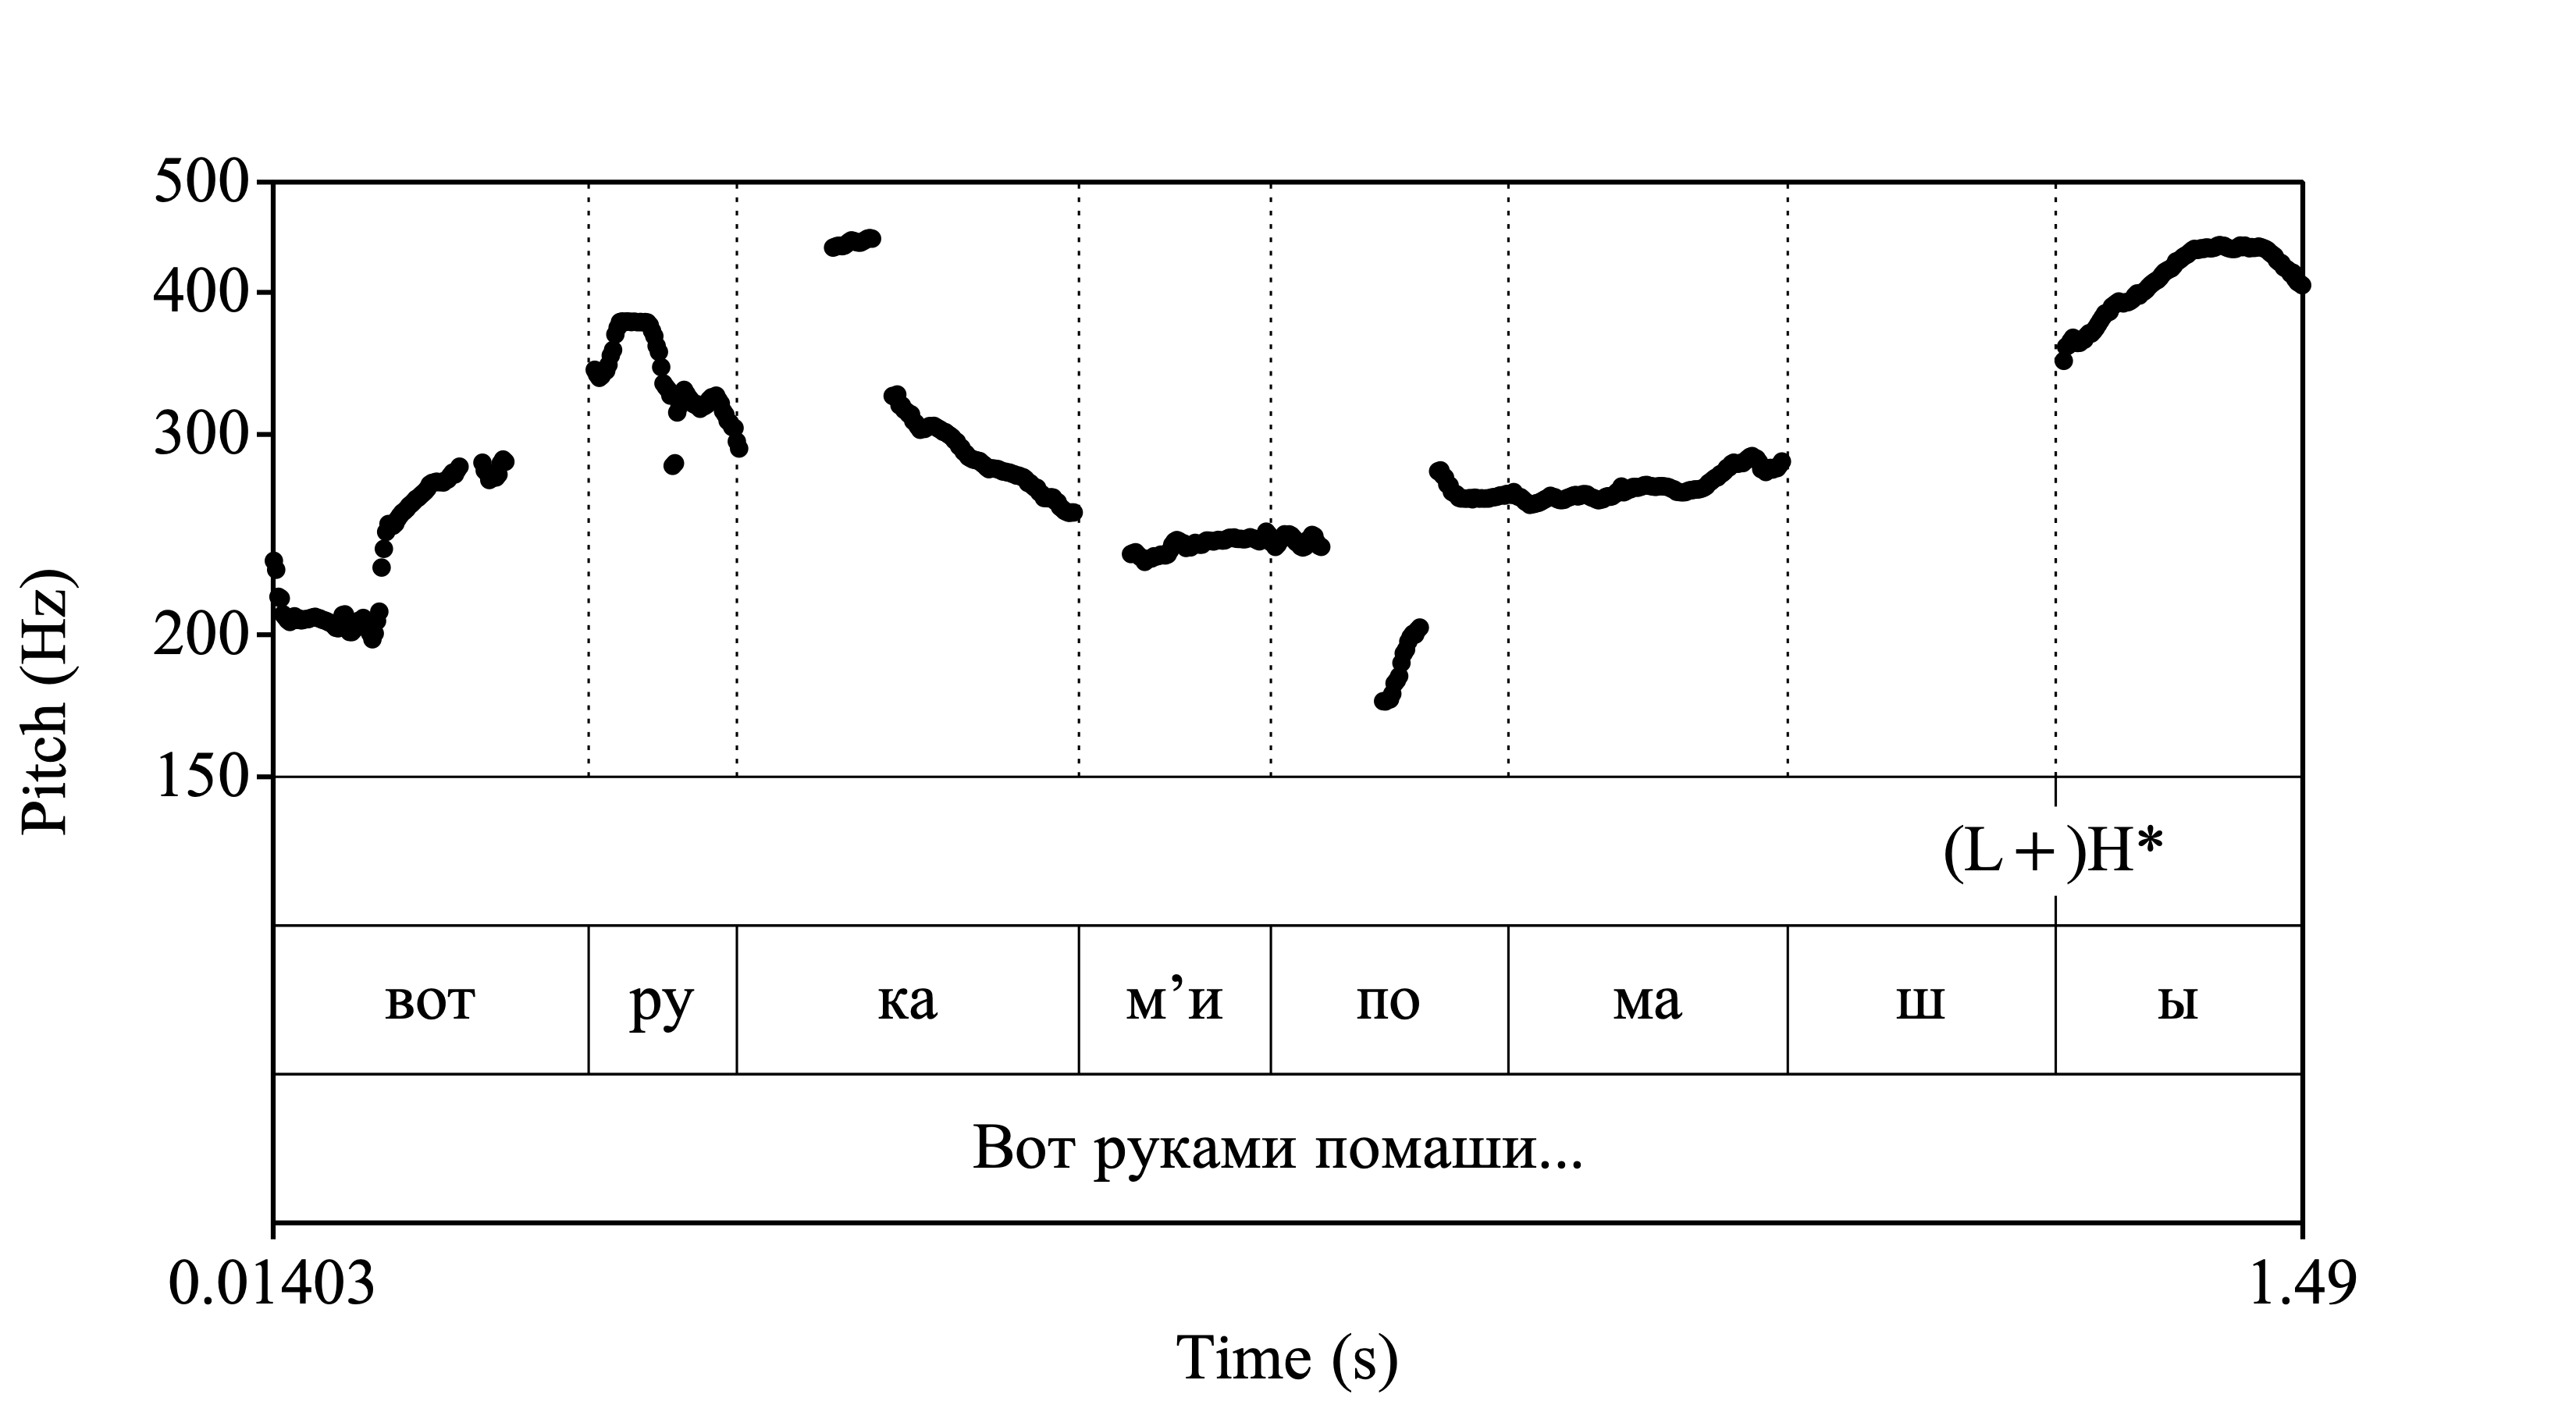 500
400
300
200
150
Pitch (Hz)
(L+)H*
вот ру ка м’и по ма ш ы
Вот руками помаши...
0.01403 1.49
Time (s)